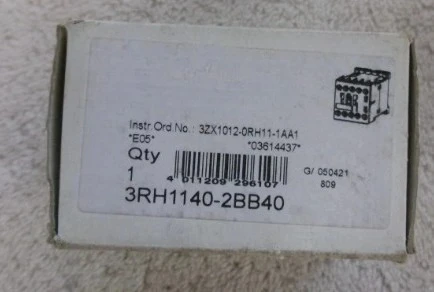 Instr.Ord.No.: 3ZX1012-0RH11-1AA1
*E05* *03614437*
Qty
1
4 011209 296107
G/ 050421
809
3RH1140-2BB40